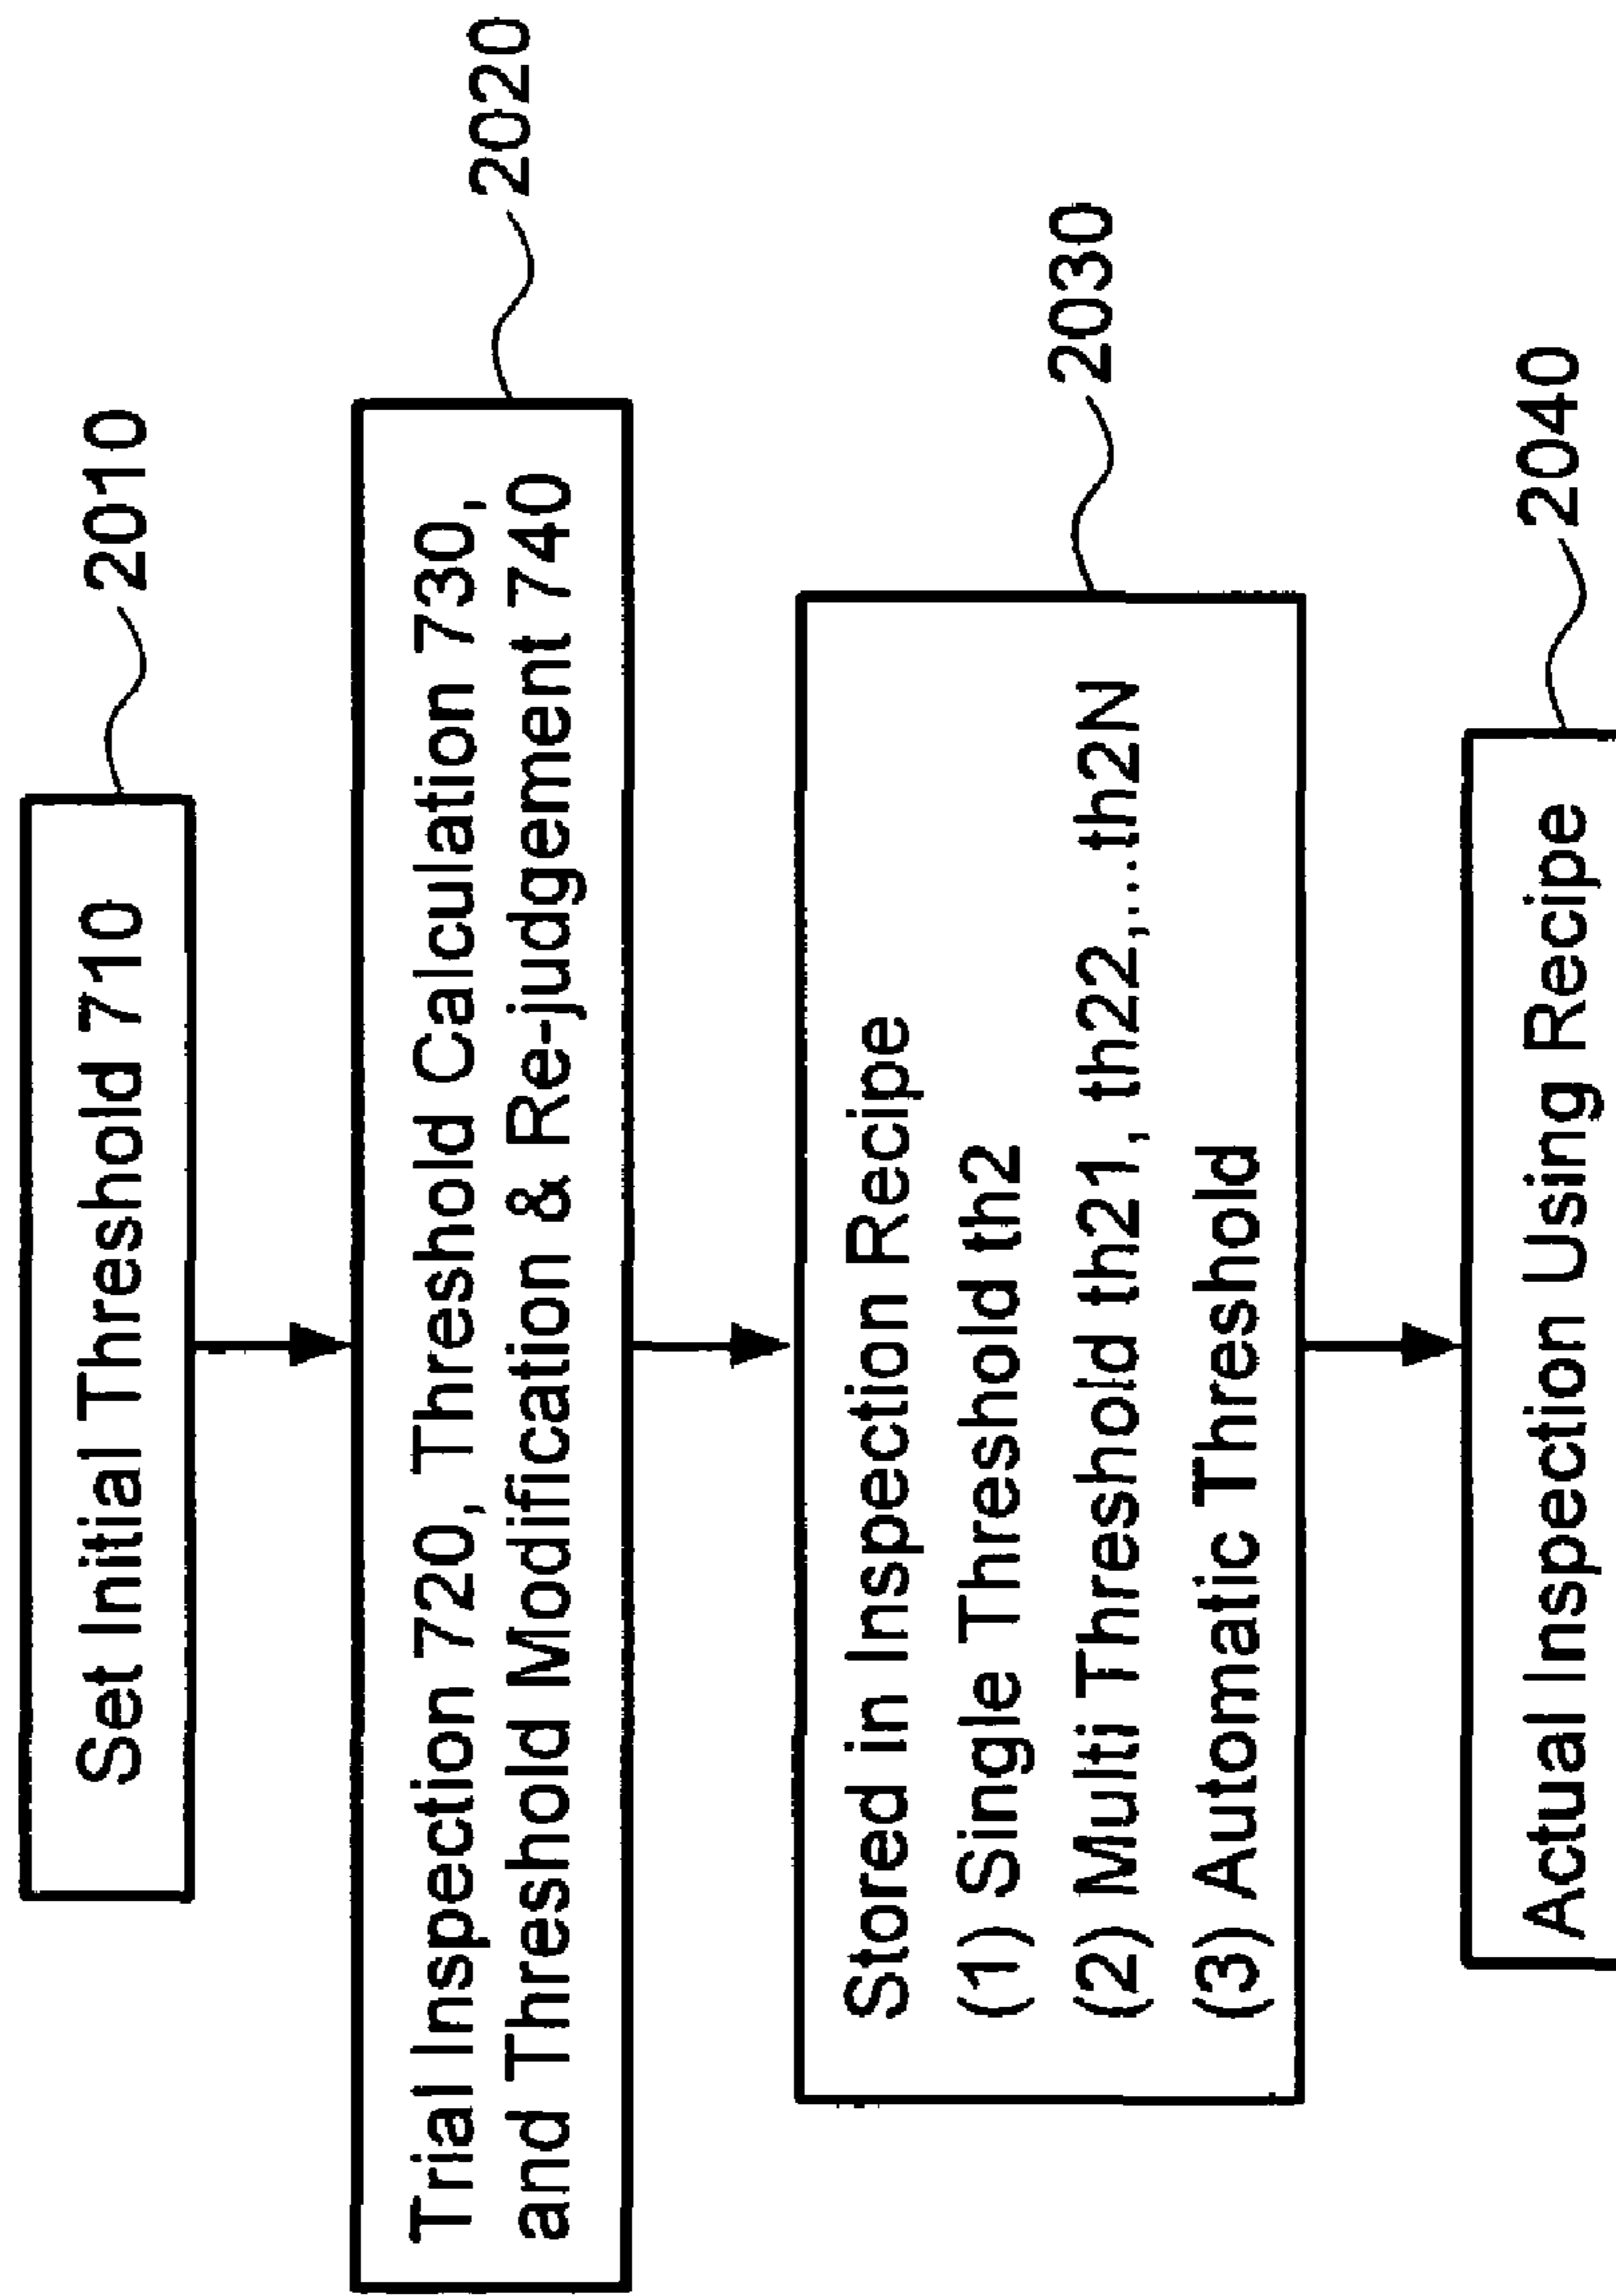 Set Initial Threshold 710
2010
Trial Inspection 720, Threshold Calculation 730,
and Threshold Modification & Re-judgement 740
2020
Stored in Inspection Recipe
(1) Single Threshold th2
(2) Multi Threshold th21, th22,....th2N
(3) Automatic Threshold
2030
Actual Inspection Using Recipe
2040